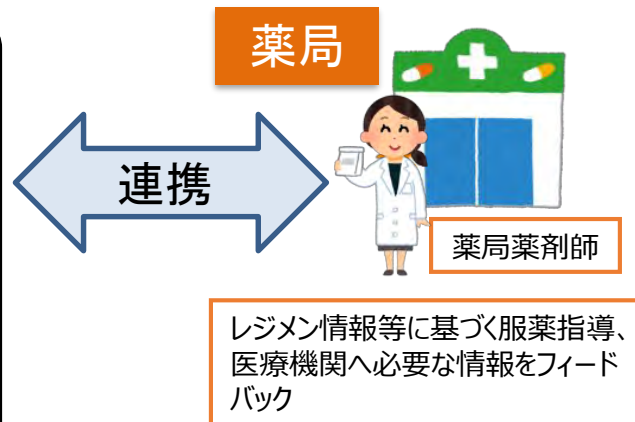 薬局
連携
薬局薬剤師
レジメン情報等に基づく服薬指導、
医療機関へ必要な情報をフィード
バック